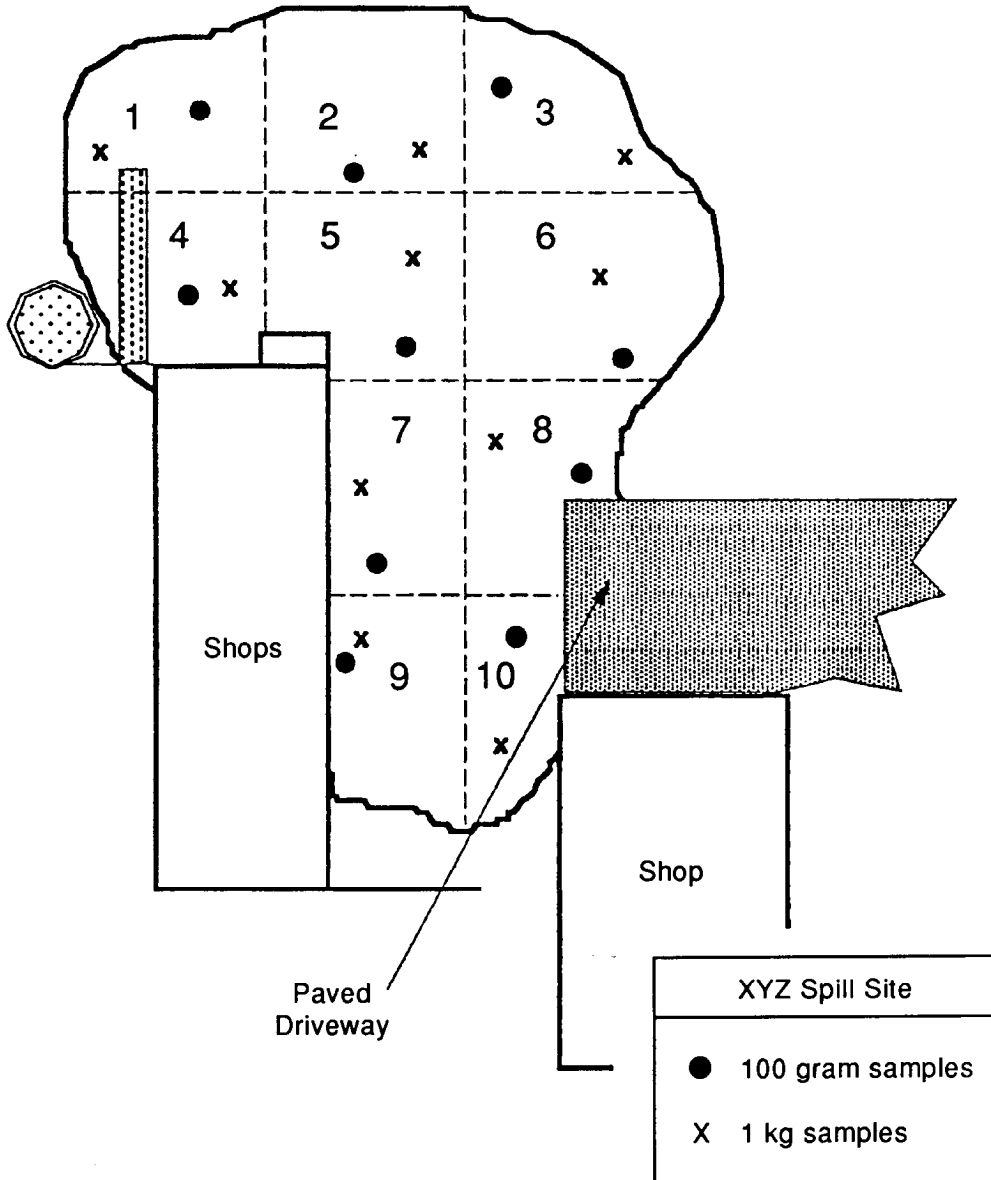 1
2
3
4
5
6
7
8
9
10
x
x
x
x
x
x
x
x
x
x
Shops
Shop
Paved
Driveway
XYZ Spill Site
100 gram samples
x 1 kg samples